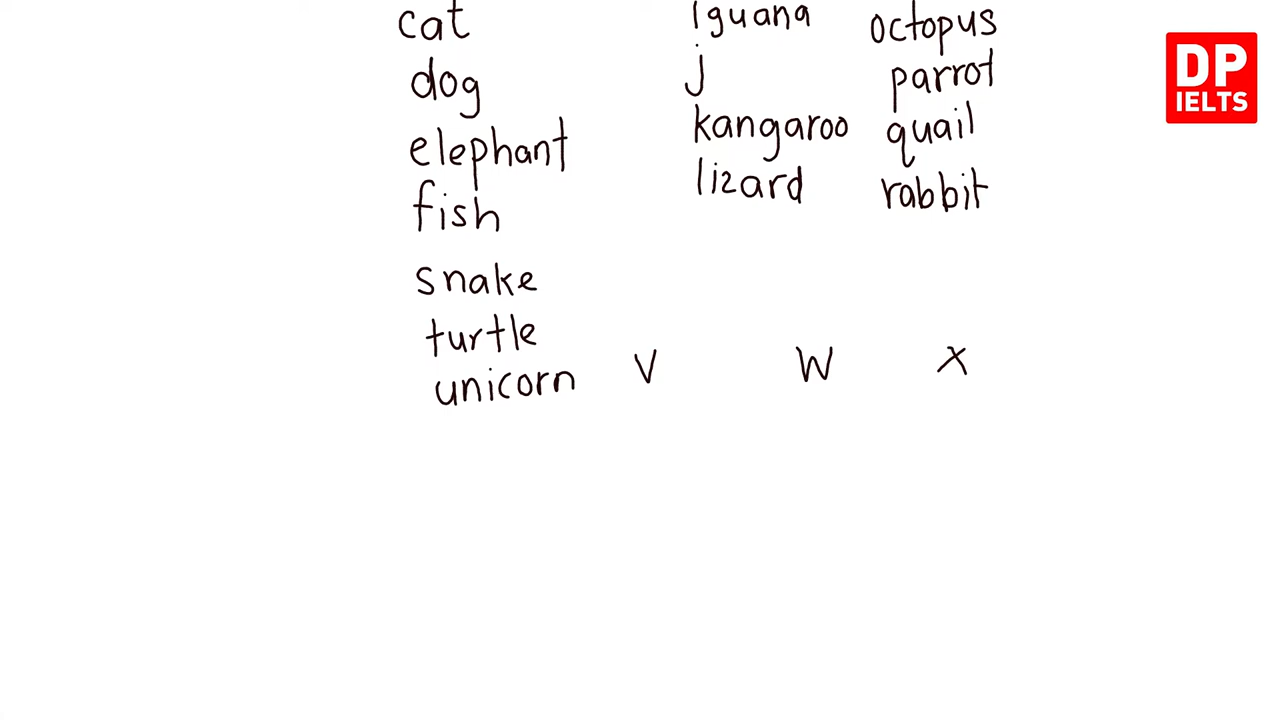 cat
dog
elephant
fish
snake
turtle
unicorn
iguana
j
kangaroo
lizard
octopus
parrot
quail
rabbit
V W X
DP
IELTS